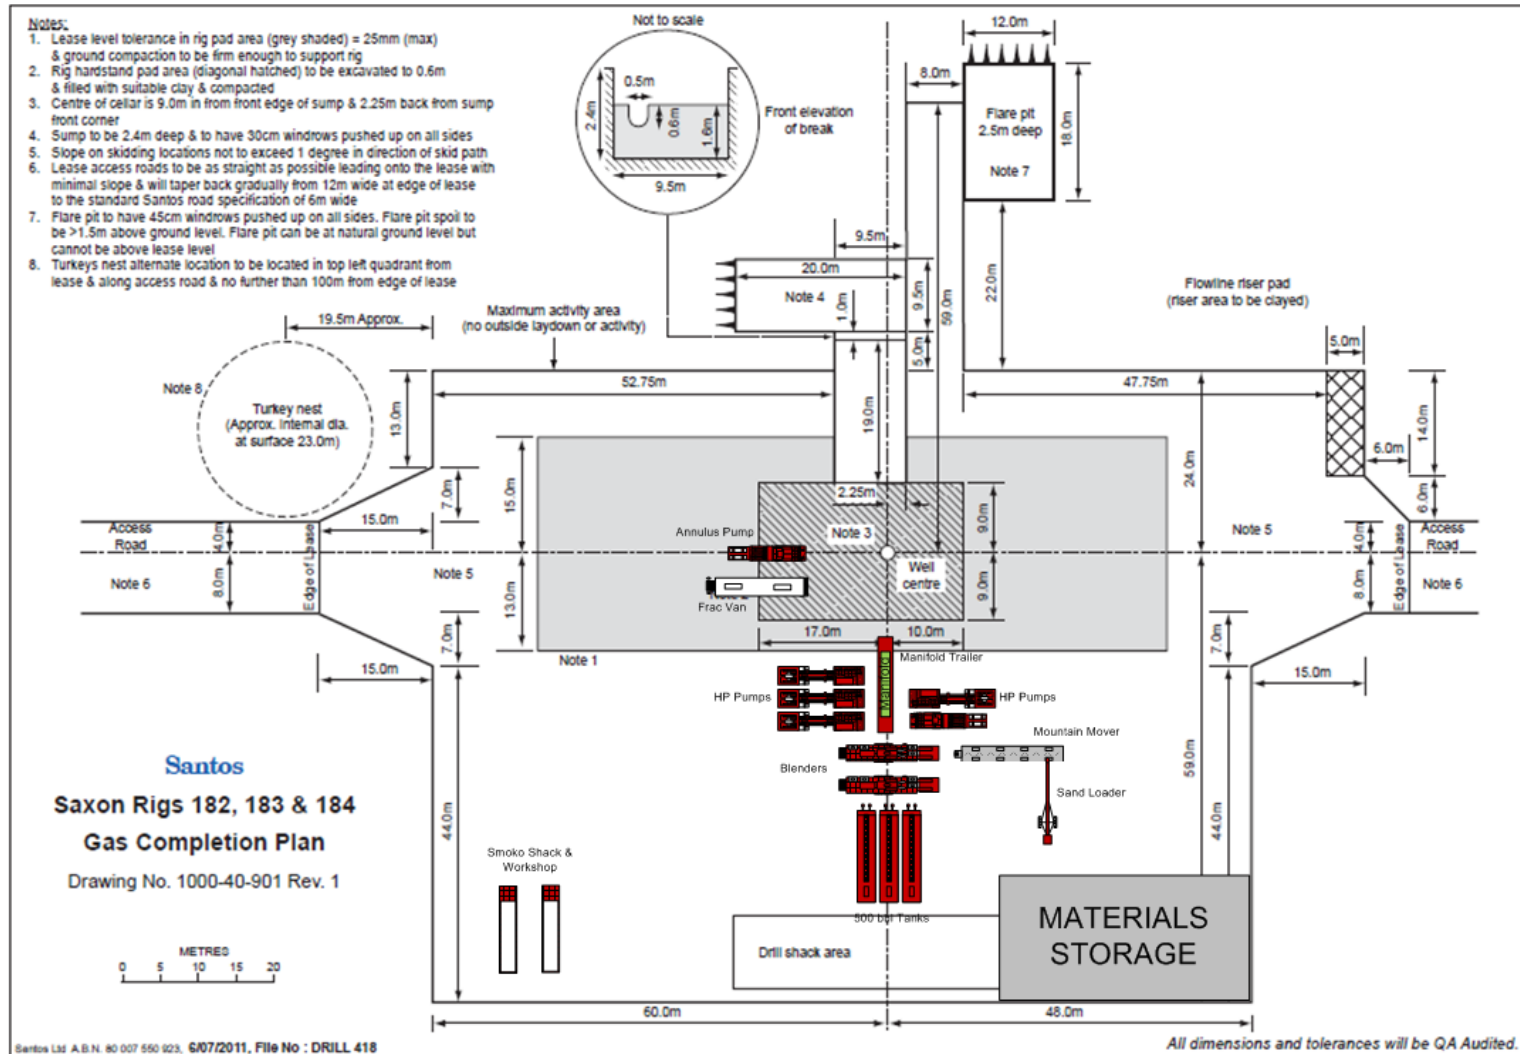 Notes:
1. Lease level tolerance in rig pad area (grey shaded) = 25mm (max)
& ground compaction to be firm enough to support rig
2. Rig hardstand pad area (diagonal hatched) to be excavated to 0.6m
& filled with suitable clay & compacted
3. Centre of cellar is 9.0m in from front edge of sump & 2.25m back from sump
front corner
4. Sump to be 2.4m deep & to have 30cm windrows pushed up on all sides
5. Slope on skidding locations not to exceed 1 degree in direction of skid path
6. Lease access roads to be as straight as possible leading onto the lease with
minimal slope & will taper back gradually from 12m wide at edge of lease
to the standard Santos road specification of 6m wide
7. Flare pit to have 45cm windrows pushed up on all sides. Flare pit spoil to
be >1.5m above ground level. Flare pit can be at natural ground level but
cannot be above lease level
8. Turkeys nest alternate location to be located in top left quadrant from
lease & along access road & no further than 100m from edge of lease
Not to scale
0.5m
2.4m
0.6m
1.6m
9.5m
Front elevation
of break
12.0m
8.0m
Flare pit
2.5m deep
Note 7
18.0m
9.5m
20.0m
Note 4
1.0m
9.5m
59.0m
5.0m
22.0m
Flowline riser pad
(riser area to be clayed)
5.0m
19.5m Approx.
Maximum activity area
(no outside laydown or activity)
52.75m
47.75m
Note 8
Turkey nest
(Approx. Internal dia.
at surface 23.0m)
13.0m
19.0m
24.0m
14.0m
6.0m
6.0m
7.0m
15.0m
15.0m
2.25m
9.0m
Access
Road
4.0m
Edge of Lease
Note 5
Annulus Pump
Note 3
Well
centre
Note 5
4.0m
Edge of Lease
Access
Road
Note 6
8.0m
13.0m
Frac Van
9.0m
8.0m
Note 6
7.0m
15.0m
Note 1
17.0m
10.0m
Manifold Trailer
Manifold
7.0m
15.0m
HP Pumps
HP Pumps
Mountain Mover
Blenders
Sand Loader
59.0m
44.0m
44.0m
Santos
Saxon Rigs 182, 183 & 184
Gas Completion Plan
Drawing No. 1000-40-901 Rev. 1
Smoko Shack &
Workshop
500 bbl Tanks
Drill shack area
MATERIALS
STORAGE
METRES
0 5 10 15 20
60.0m
48.0m
Santos Ltd A.B.N. 80 007 550 923, 6/07/2011, File No : DRILL 418
All dimensions and tolerances will be QA Audited.